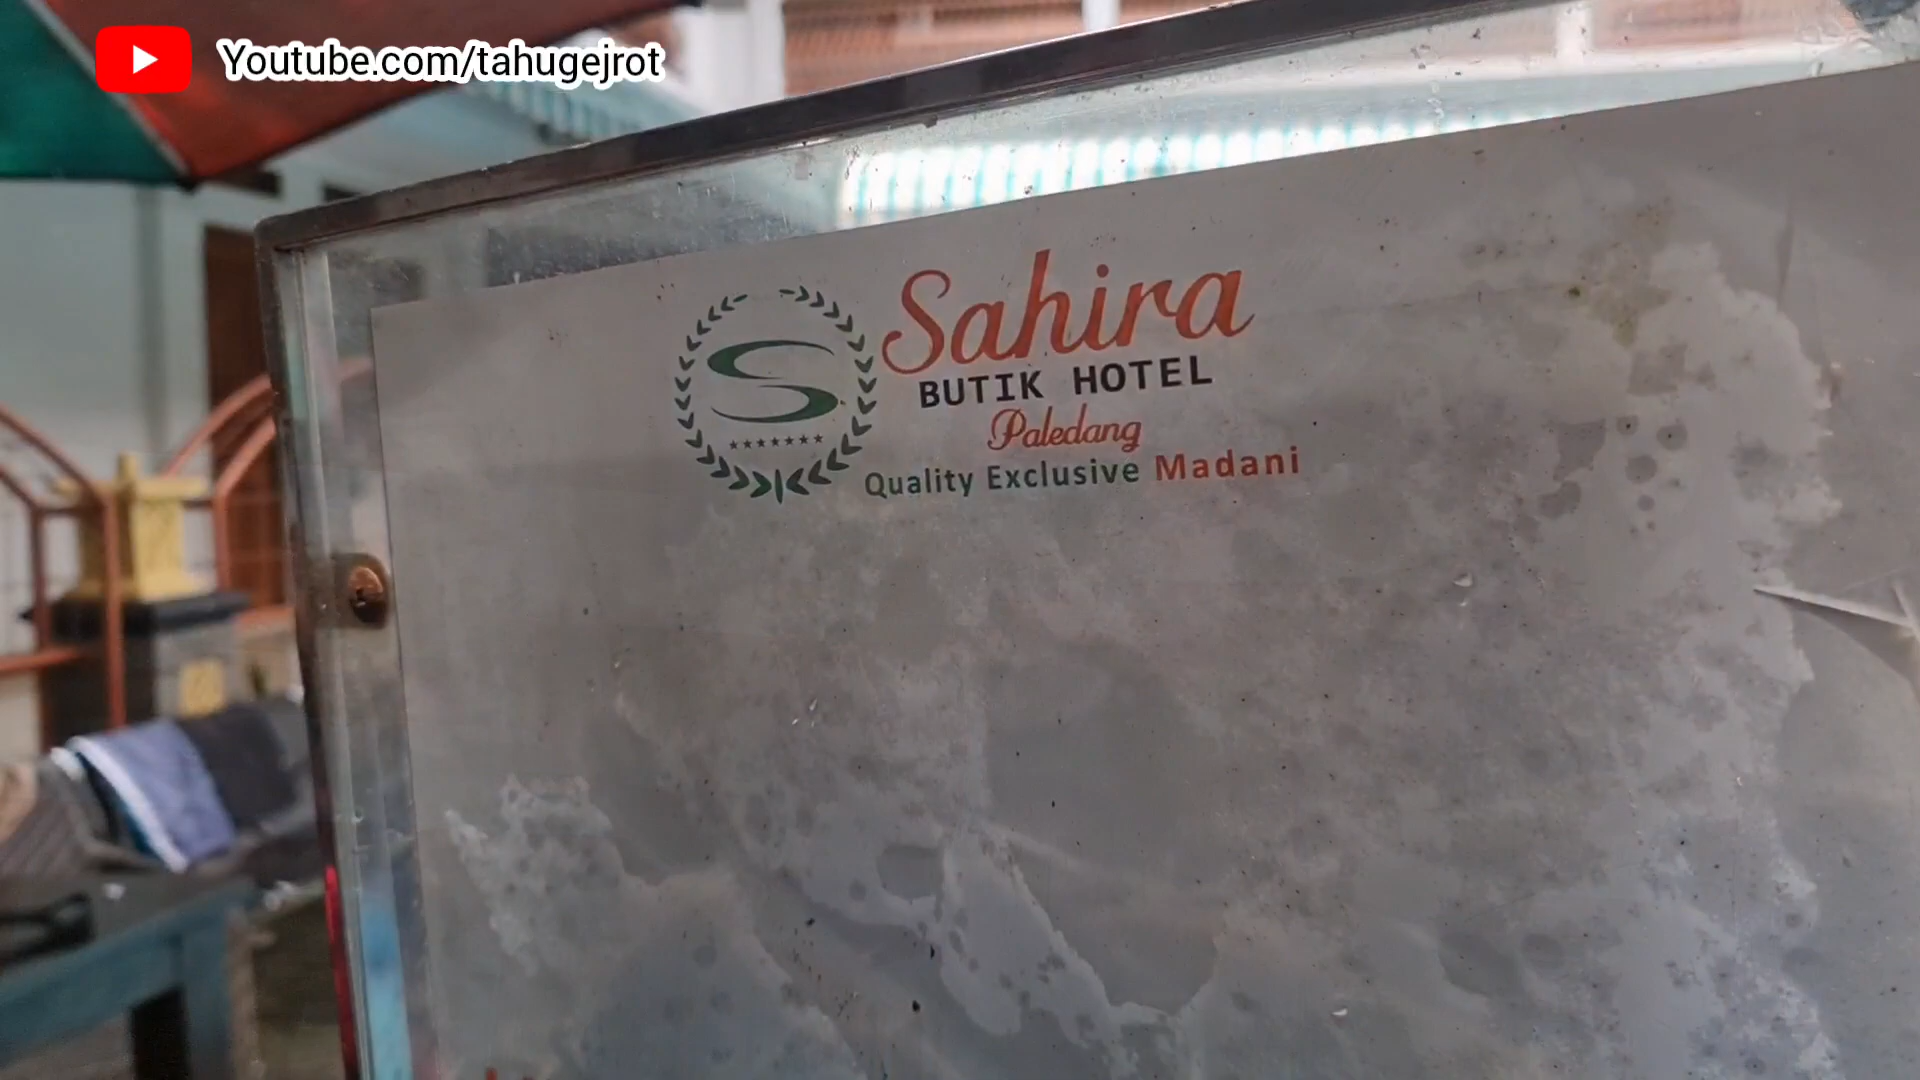 Youtube.com/tahugejrot
Sahira
BUTIK HOTEL
Paledang
Quality Exclusive Madani